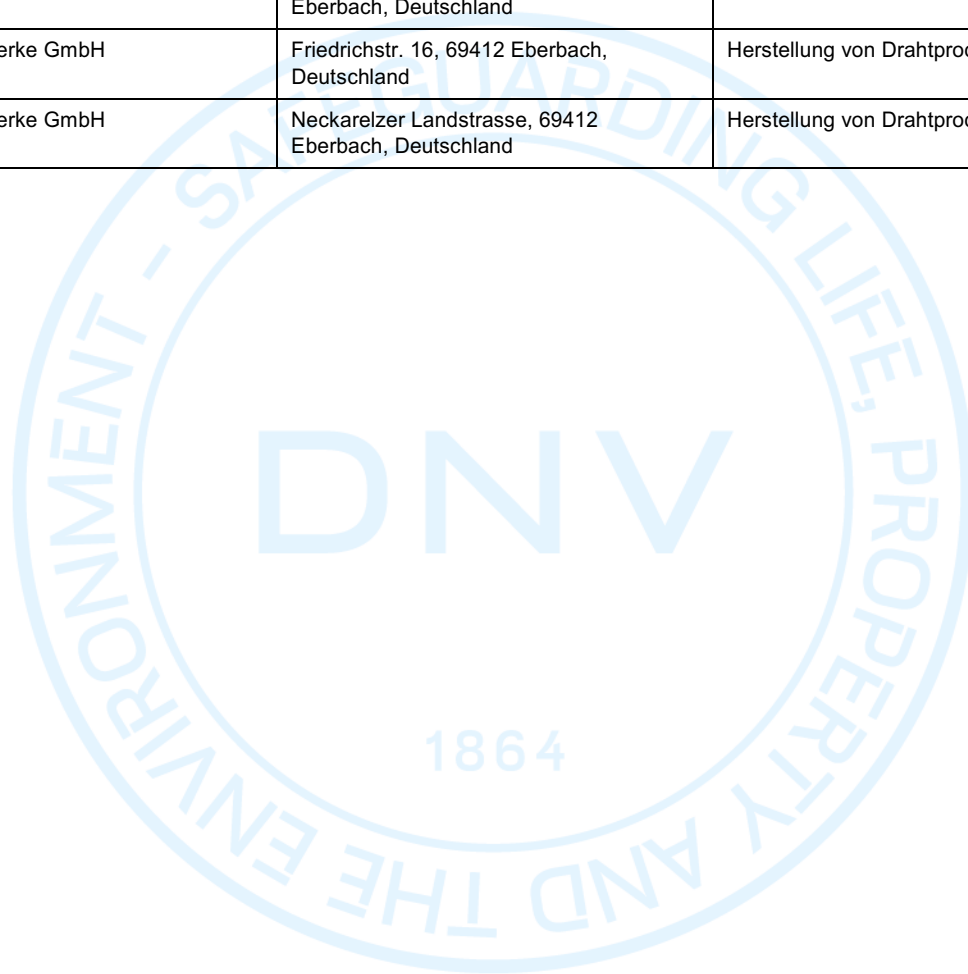 Eberbach, Deutschland
erke GmbH
Friedrichstr. 16, 69412 Eberbach,
Deutschland
Herstellung von Drahtproc
erke GmbH
Neckarelzer Landstrasse, 69412
Eberbach, Deutschland
Herstellung von Drahtproc
SAFEGUARDING LIFE, PROPERTY AND THE ENVIRONMENT -
DNV
1864